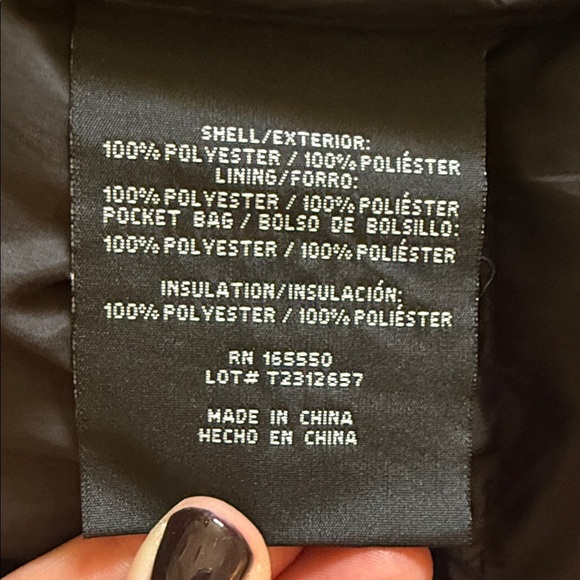 SHELL/EXTERIOR:
100% POLYESTER / 100% POLIÉSTER
LINING/FORRO:
100% POLYESTER / 100% POLIÉSTER
POCKET BAG / BOLSO DE BOLSILLO:
100% POLYESTER / 100% POLIÉSTER
INSULATION/INSULACIÓN:
100% POLYESTER / 100% POLIÉSTER
RN 165550
LOT# T2312657
MADE IN CHINA
HECHO EN CHINA